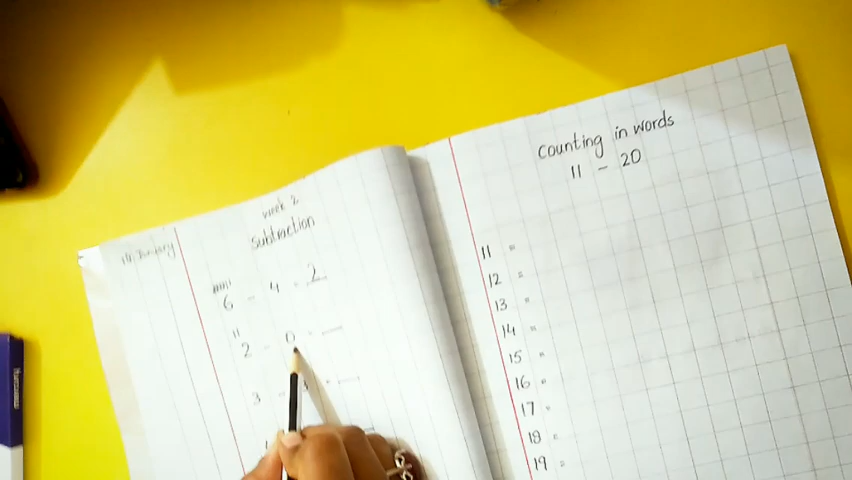 week 2
Subtraction
6 - 4 = 2
2 - 0 = __
3 -
Counting in words
11 - 20
11 =
12 =
13 =
14 =
15 =
16 =
17 =
18 =
19 =